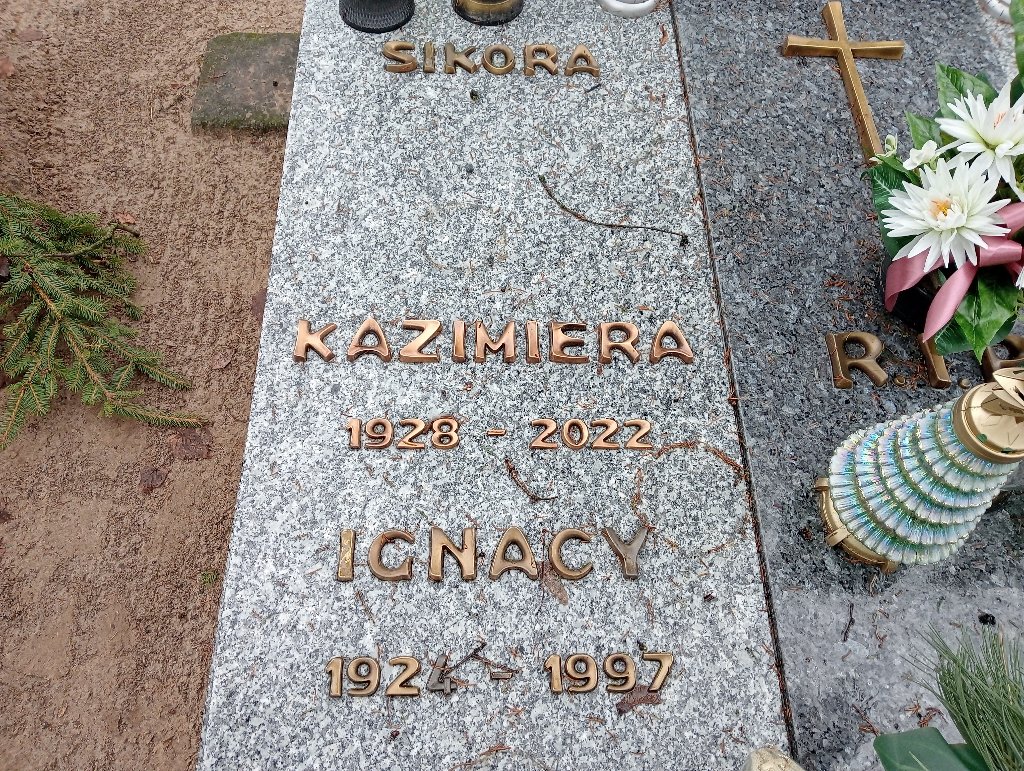 SIKORA
KAZIMIERA
1928 - 2022
IGNACY
1924 - 1997
R.I.